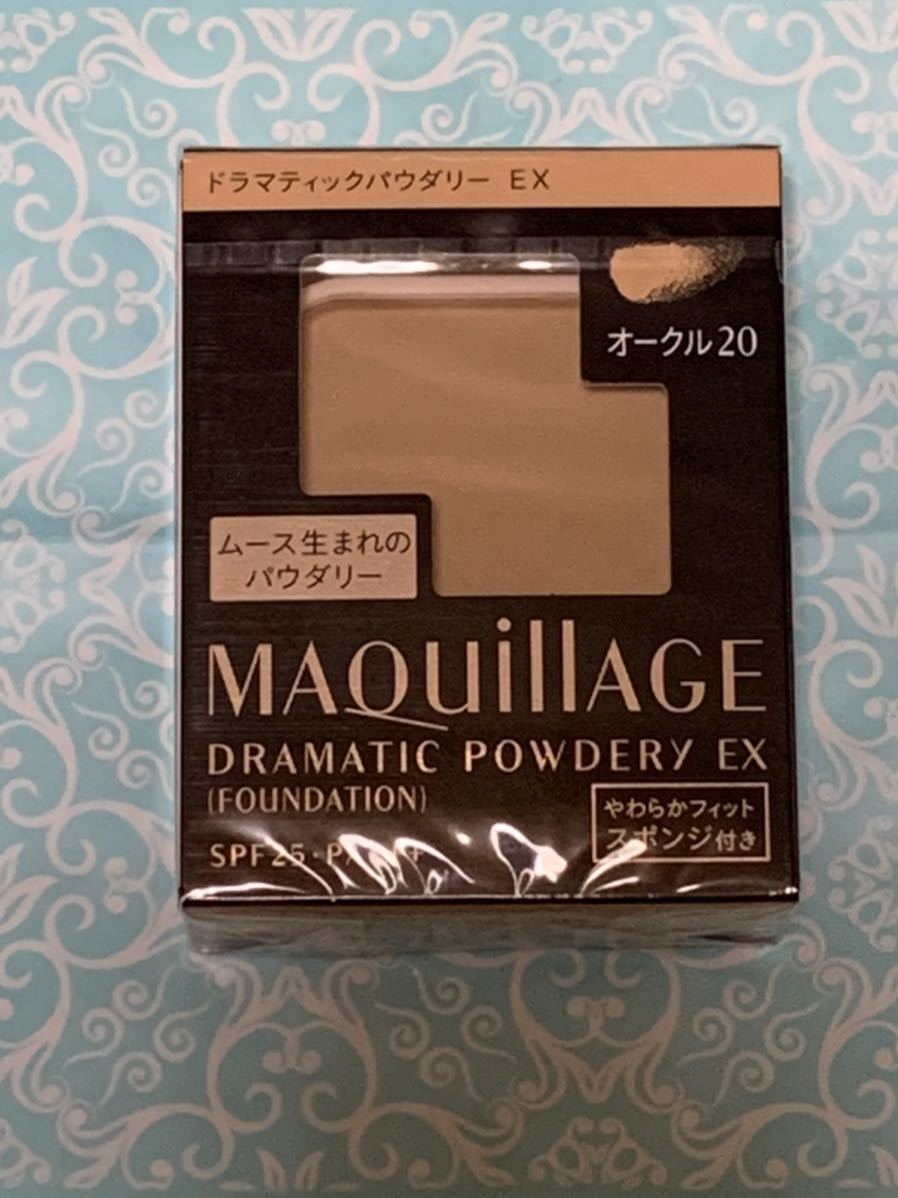 ドラマティックパウダリー EX
オークル20
ムース生まれの
パウダリー
MAQuillAGE
DRAMATIC POWDERY EX
(FOUNDATION)
やわらかフィット
スポンジ付き
SPF25・